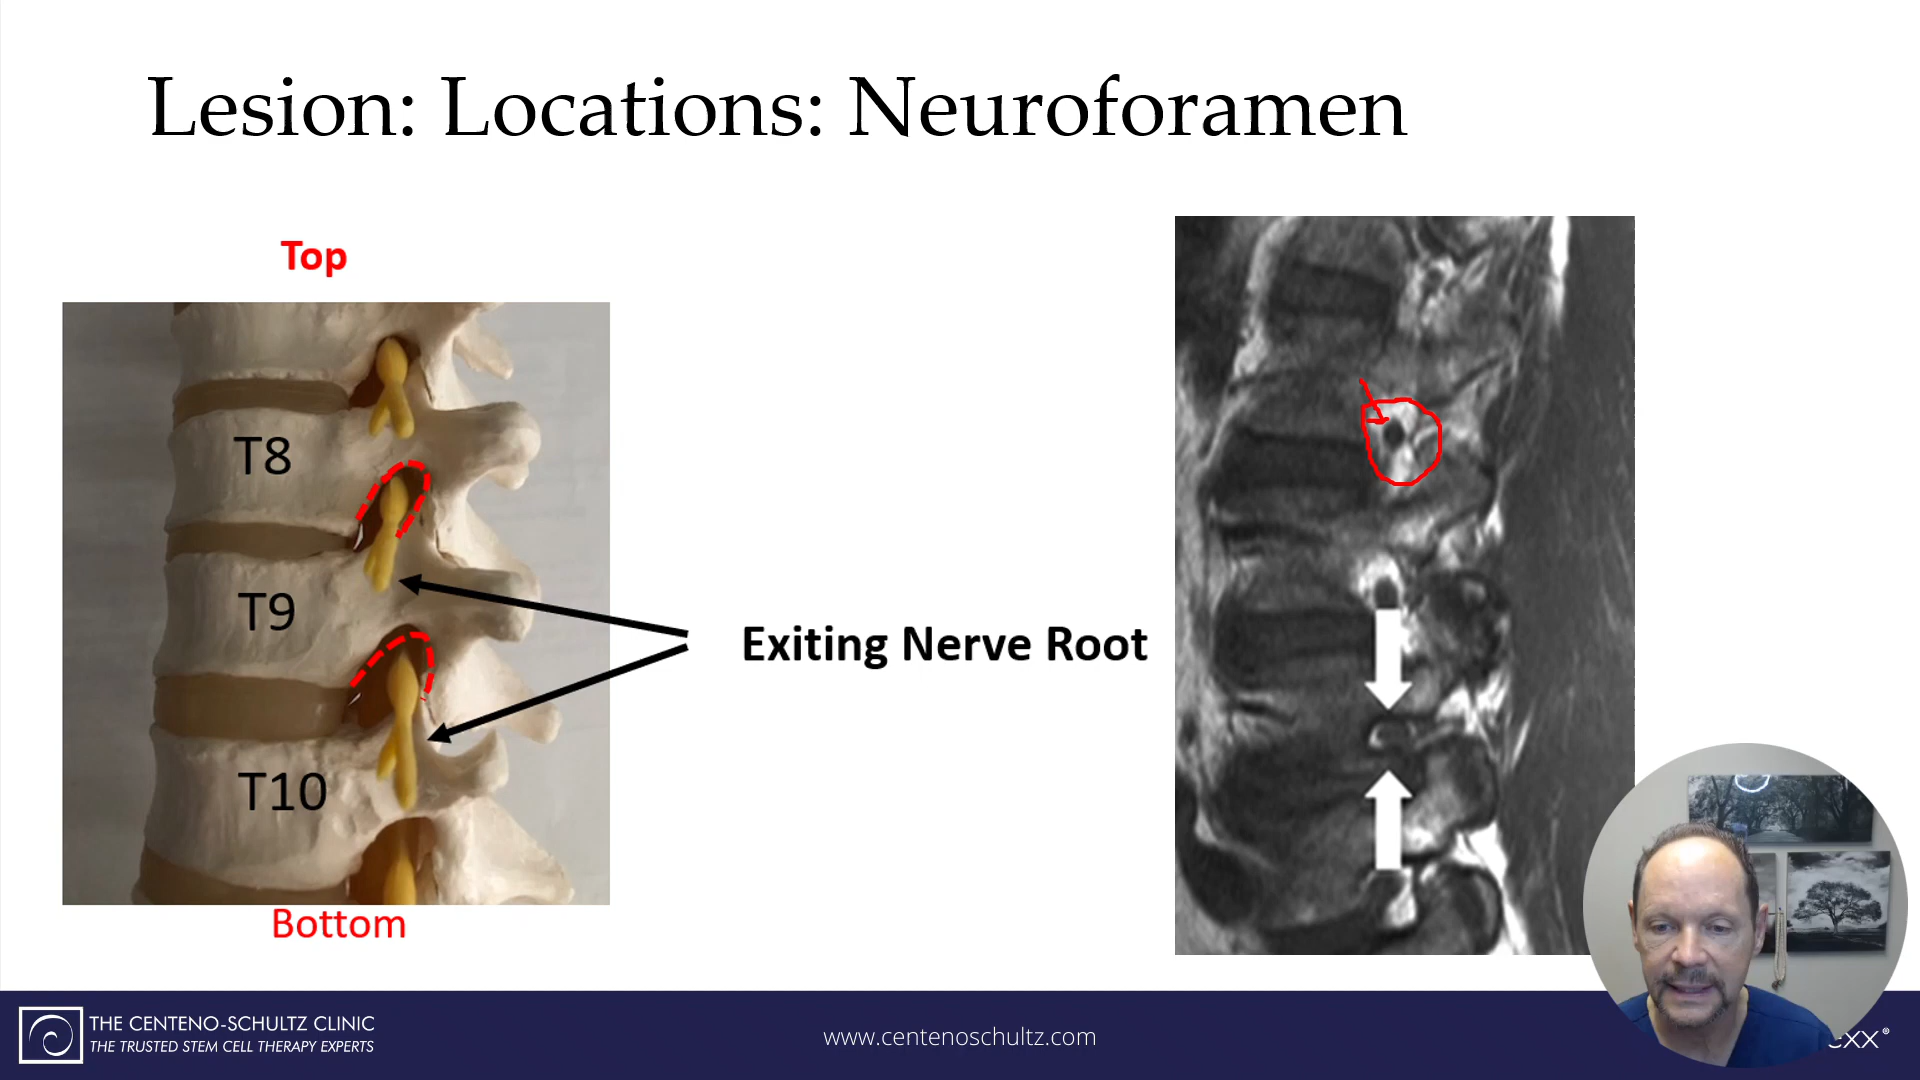 Lesion: Locations: Neuroforamen
Top
T8
T9
T10
Bottom
Exiting Nerve Root
THE CENTENO-SCHULTZ CLINIC
THE TRUSTED STEM CELL THERAPY EXPERTS
www.centenoschultz.com